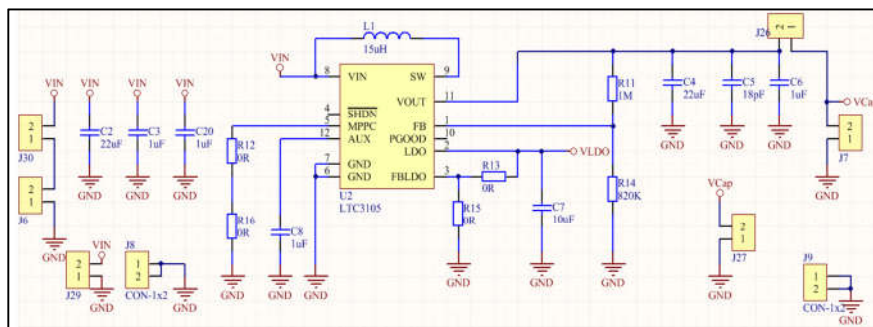 L1
15uH
VIN
8
VIN
SW
9
VOUT
11
4
SHDN
5
MPPC
FB
1
12
AUX
PGOOD
10
LDO
2
7
GND
6
GND
FBLDO
3
U2
LTC3105
VIN
C2
22uF
GND
VIN
C3
1uF
GND
VIN
C20
1uF
GND
VIN
2
1
J30
2
1
J6
GND
VIN
2
1
J29
GND
J8
1
2
CON-1x2
GND
R12
0R
R16
0R
GND
C8
1uF
GND
GND
R13
0R
R15
0R
GND
VLDO
C7
10uF
GND
R11
1M
R14
820K
GND
C4
22uF
GND
C5
18pF
GND
C6
1uF
GND
J26
2
1
VCa
2
1
J7
GND
VCap
2
1
J27
GND
J9
1
2
CON-1x2
GND